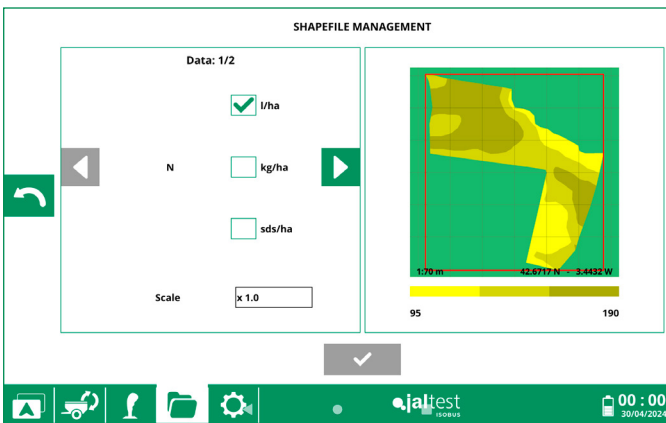 SHAPEFILE MANAGEMENT
Data: 1/2
l/ha
N
kg/ha
sds/ha
Scale
x 1.0
1:70 m
42.6717 N - 3.4432 W
95
190
jaltest
ISOBUS
00 : 00
30/04/2024